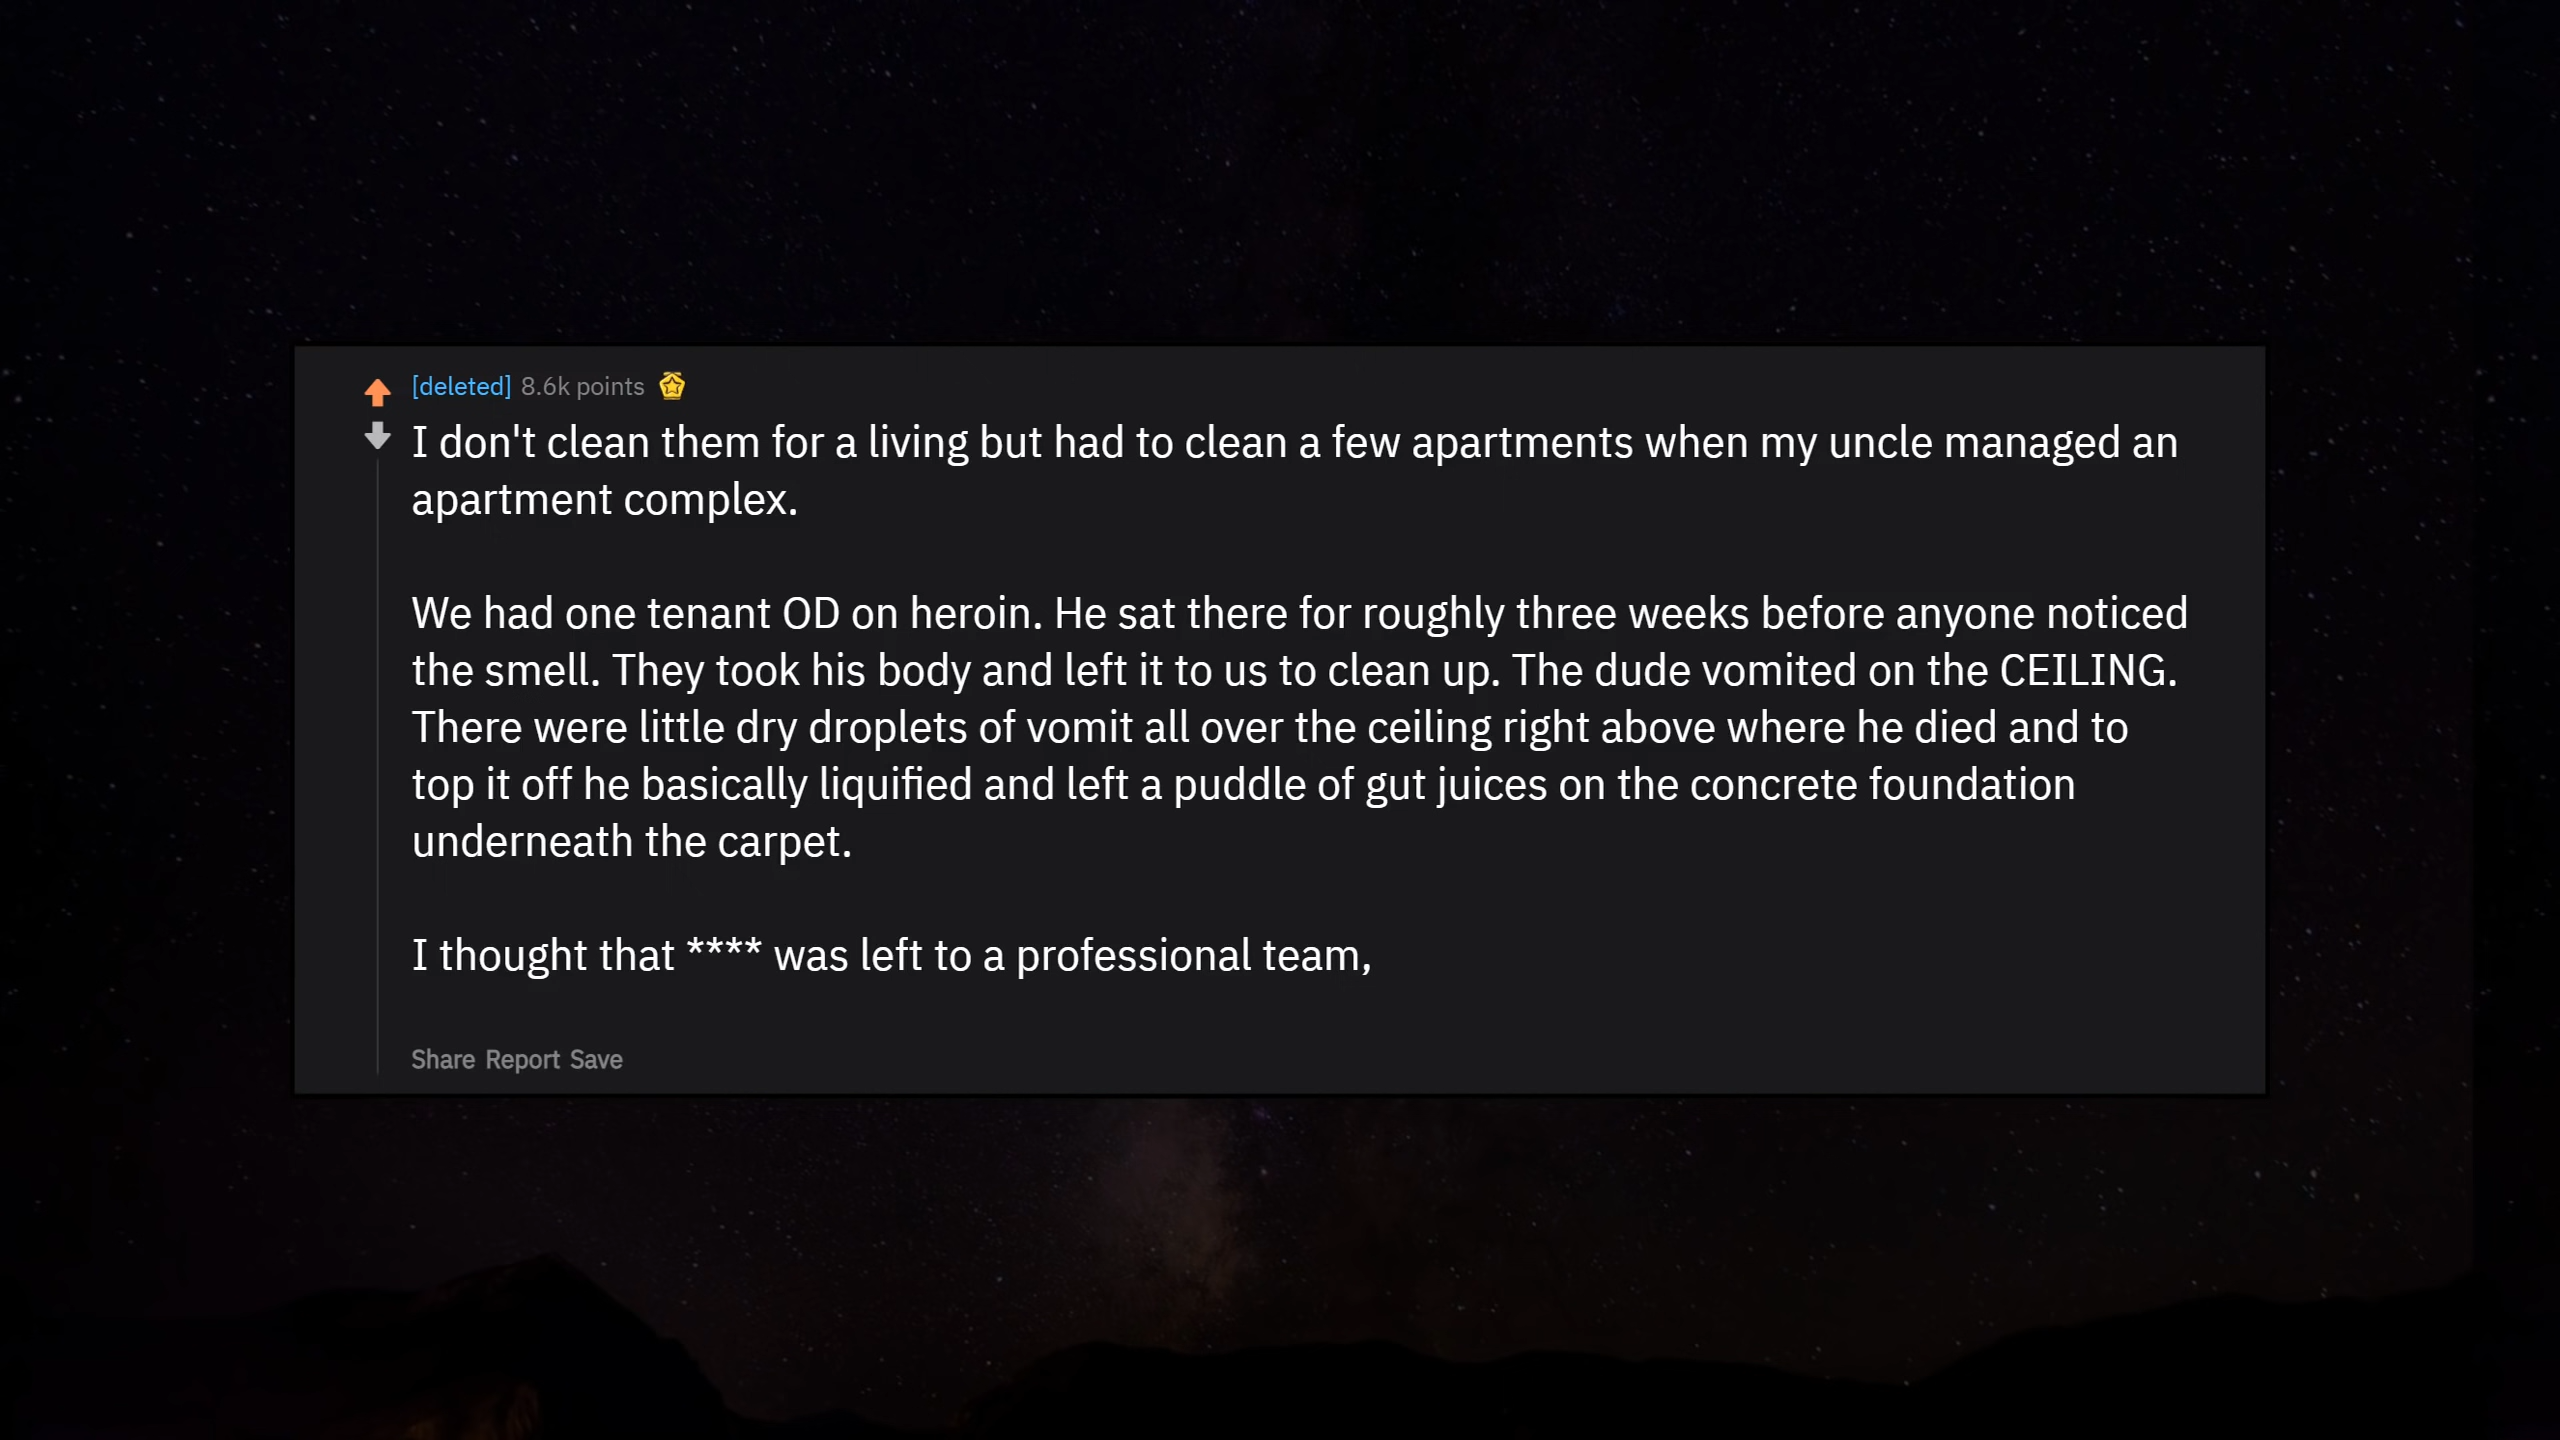 [deleted] 8.6k points
I don't clean them for a living but had to clean a few apartments when my uncle managed an
apartment complex.
We had one tenant OD on heroin. He sat there for roughly three weeks before anyone noticed
the smell. They took his body and left it to us to clean up. The dude vomited on the CEILING.
There were little dry droplets of vomit all over the ceiling right above where he died and to
top it off he basically liquified and left a puddle of gut juices on the concrete foundation
underneath the carpet.
I thought that **** was left to a professional team,
Share Report Save